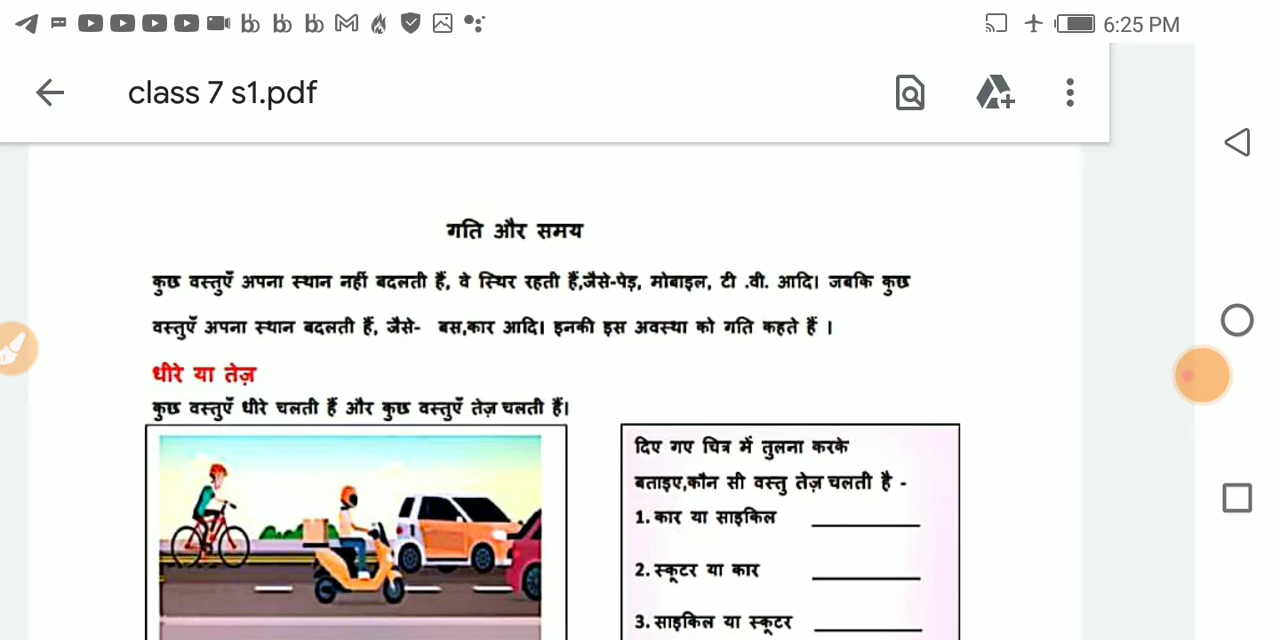 6:25 PM
class 7 s1.pdf
गति और समय
कुछ वस्तुएँ अपना स्थान नहीं बदलती हैं, वे स्थिर रहती हैं,जैसे-पेड़, मोबाइल, टी .वी. आदि। जबकि कुछ
वस्तुएँ अपना स्थान बदलती हैं, जैसे- बस,कार आदि। इनकी इस अवस्था को गति कहते हैं ।
धीरे या तेज़
कुछ वस्तुएँ धीरे चलती हैं और कुछ वस्तुएँ तेज़ चलती हैं।
दिए गए चित्र में तुलना करके
बताइए,कौन सी वस्तु तेज़ चलती है -
1. कार या साइकिल
2. स्कूटर या कार
3. साइकिल या स्कूटर